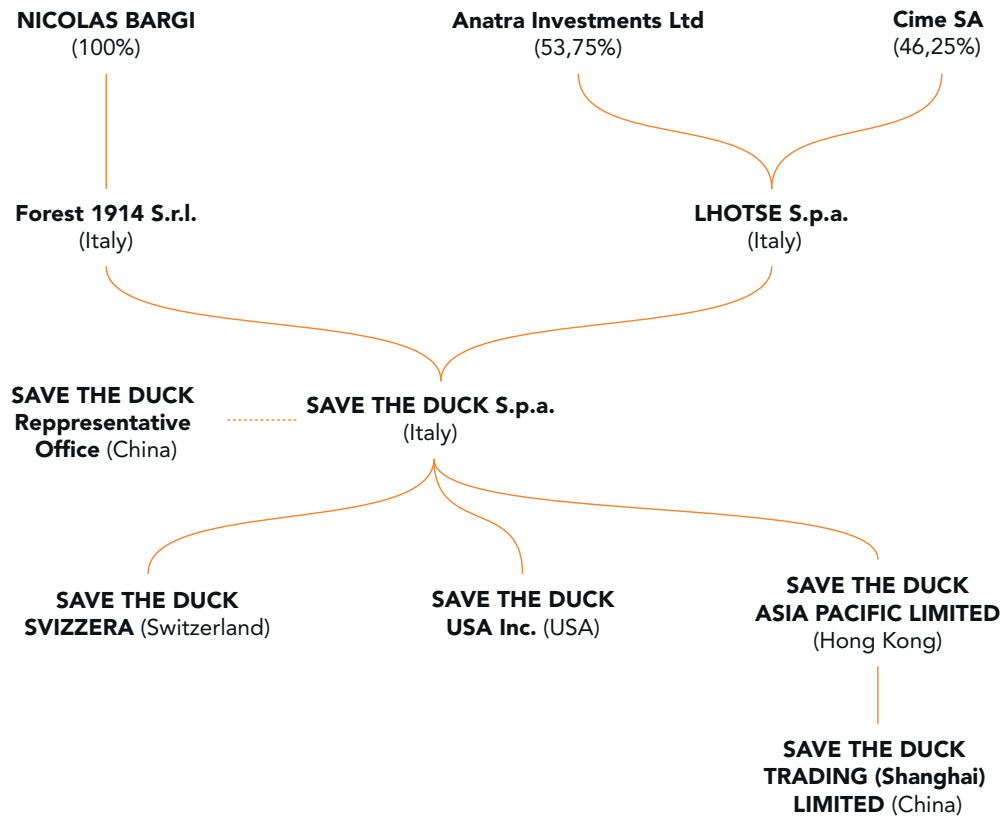 NICOLAS BARGI
(100%)
Anatra Investments Ltd
(53,75%)
Cime SA
(46,25%)
Forest 1914 S.r.l.
(Italy)
LHOTSE S.p.a.
(Italy)
SAVE THE DUCK
Reppresentative
Office (China)
SAVE THE DUCK S.p.a.
(Italy)
SAVE THE DUCK
SVIZZERA (Switzerland)
SAVE THE DUCK
USA Inc. (USA)
SAVE THE DUCK
ASIA PACIFIC LIMITED
(Hong Kong)
SAVE THE DUCK
TRADING (Shanghai)
LIMITED (China)